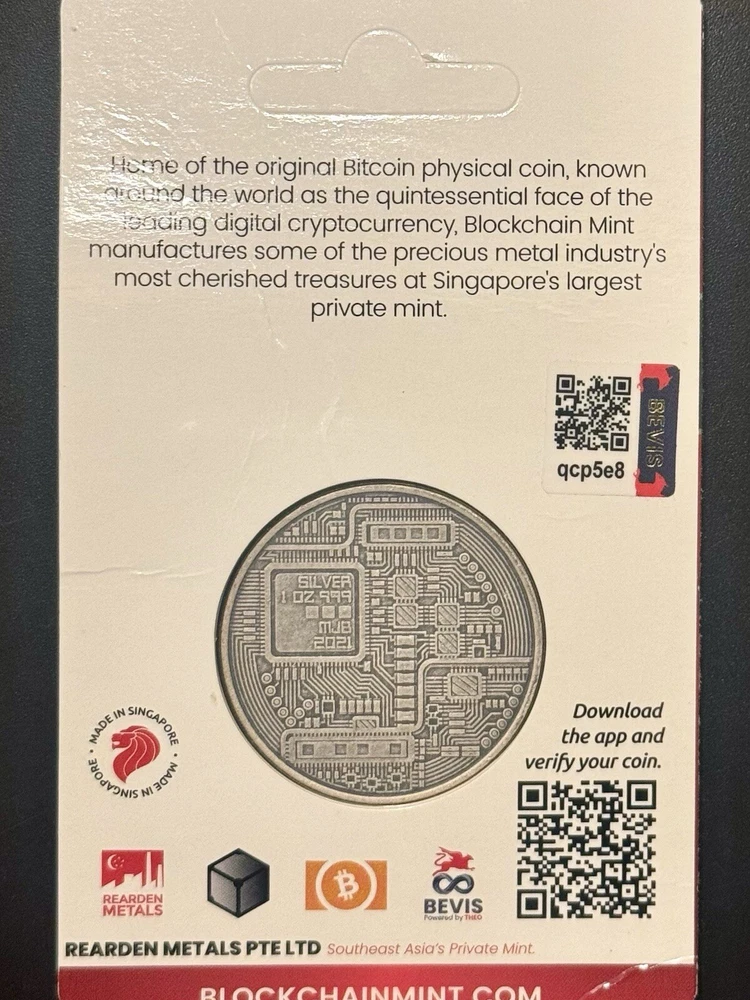 Home of the original Bitcoin physical coin, known
around the world as the quintessential face of the
leading digital cryptocurrency, Blockchain Mint
manufactures some of the precious metal industry's
most cherished treasures at Singapore's largest
private mint.
BEVIS
qcp5e8
SILVER
1 OZ 999
MJB
2021
MADE IN SINGAPORE • MADE IN SINGAPORE •
Download
the app and
verify your coin.
REARDEN
METALS
BEVIS
Powered by THEO
REARDEN METALS PTE LTD Southeast Asia's Private Mint.
BLOCKCHAINMINT.COM